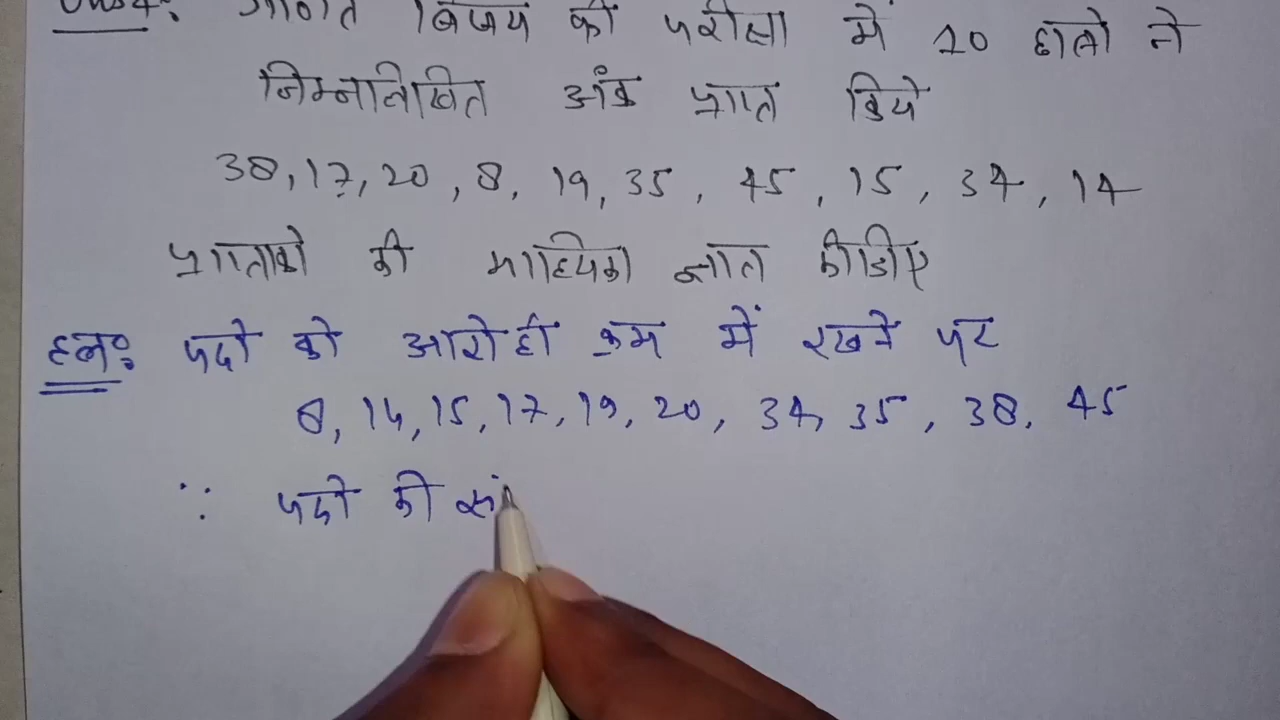 गणित विषय की परीक्षा में 10 छात्रो ने
निम्नलिखित अंक प्राप्त किये
38, 17, 20, 8, 19, 35, 45, 15, 34, 14
प्राप्ताको की माध्यिका ज्ञात कीजिए
हलः पदो को आरोही क्रम में रखने पर
8, 14, 15, 17, 19, 20, 34, 35, 38, 45
∵ पदो की सं